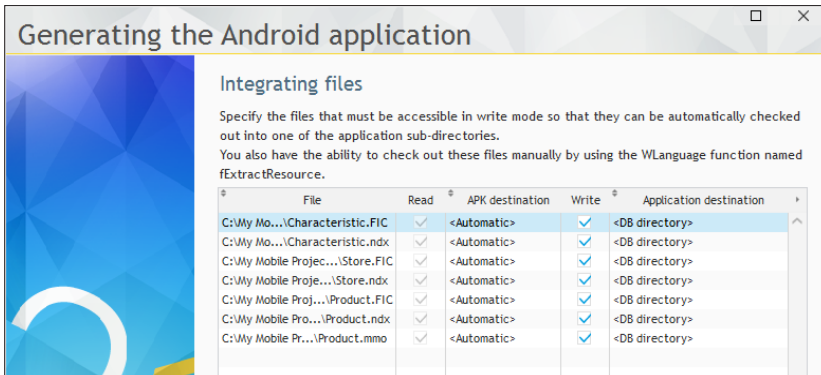 Generating the Android application
Integrating files
Specify the files that must be accessible in write mode so that they can be automatically checked
out into one of the application sub-directories.
You also have the ability to check out these files manually by using the WLanguage function named
fExtractResource.
File Read APK destination Write Application destination
C:\My Mo...\Characteristic.FIC <Automatic> <DB directory>
C:\My Mo...\Characteristic.ndx <Automatic> <DB directory>
C:\My Mobile Projec...\Store.FIC <Automatic> <DB directory>
C:\My Mobile Proje...\Store.ndx <Automatic> <DB directory>
C:\My Mobile Proj...\Product.FIC <Automatic> <DB directory>
C:\My Mobile Pro...\Product.ndx <Automatic> <DB directory>
C:\My Mobile Pr...\Product.mmo <Automatic> <DB directory>